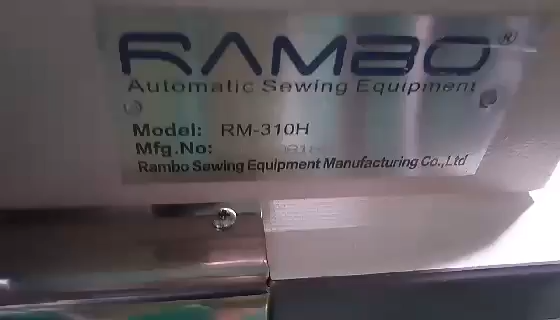 RAMBO®
Automatic Sewing Equipment
Model: RM-310H
Mfg.No:
Rambo Sewing Equipment Manufacturing Co.,Ltd